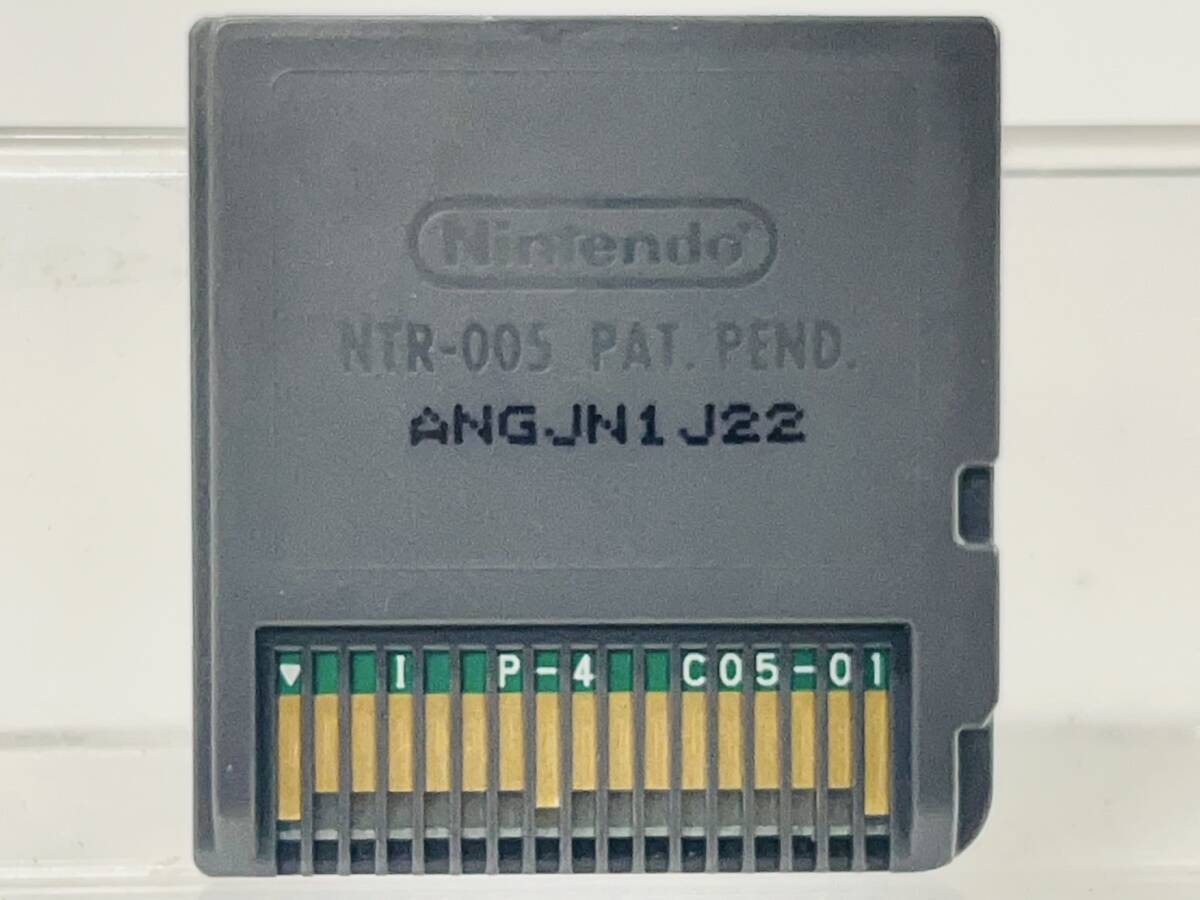 Nintendo
NTR-005 PAT. PEND.
ANGJN1J22
▼ I P-4 C05-01